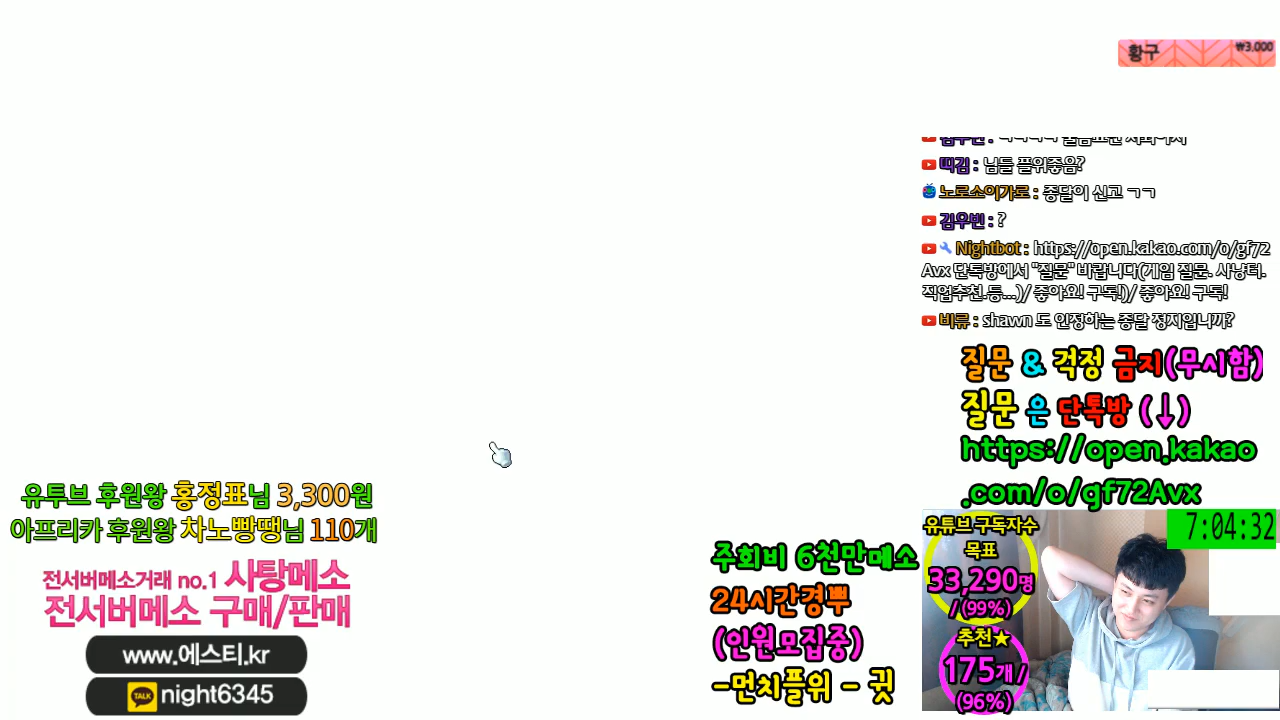 황구 ₩3,000
띠김 : 님들 플위좋음?
노로소이가로 : 종달이 신고 ㄱㄱ
김우빈 : ?
Nightbot : https://open.kakao.com/o/gf72
Avx 단톡방에서 "질문" 바랍니다(게임 질문. 사냥터.
직업추천.등...)/ 좋아요! 구독!)/ 좋아요! 구독!
비류 : shawn 도 인정하는 종달 정지입니까?
질문 & 걱정 금지(무시함)
질문 은 단톡방 (↓)
https://open.kakao
.com/o/gf72Avx
유튜브 후원왕 홍정표님 3,300원
아프리카 후원왕 차노빵땡님 110개
전서버메소거래 no.1 사탕메소
전서버메소 구매/판매
www.에스티.kr
TALK night6345
주회비 6천만메소
24시간경뿌
(인원모집중)
-먼치플위 - 귓
7:04:32
유튜브 구독자수
목표
33,290명
/ (99%)
추천★
175개 /
(96%)